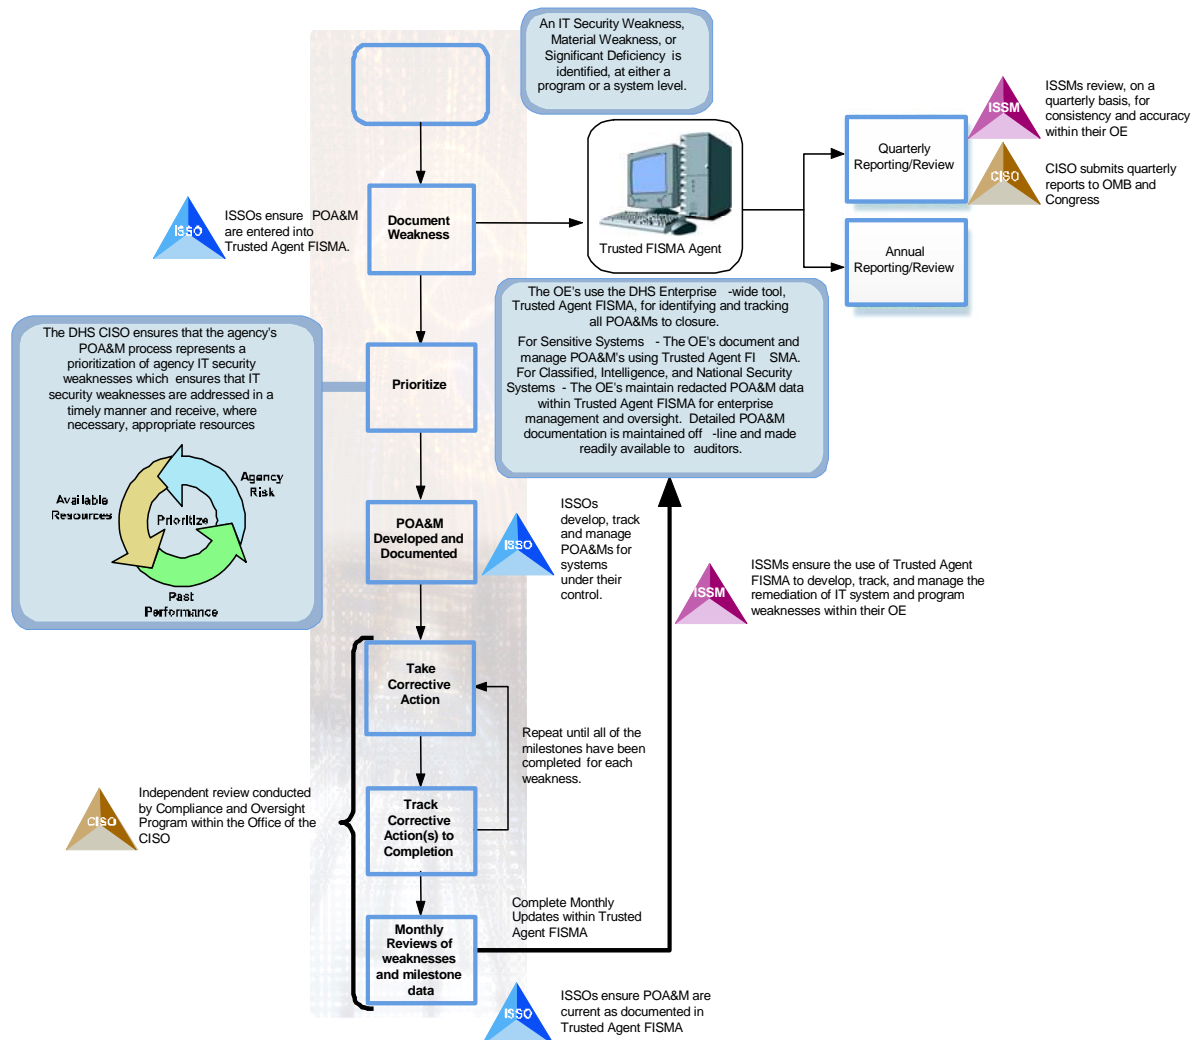 An IT Security Weakness,
Material Weakness, or
Significant Deficiency is
identified, at either a
program or a system level.
ISSM
ISSMs review, on a
quarterly basis, for
consistency and accuracy
within their OE
Quarterly
Reporting/Review
CISO
CISO submits quarterly
reports to OMB and
Congress
ISSO
ISSOs ensure POA&M
are entered into
Trusted Agent FISMA.
Document
Weakness
Trusted FISMA Agent
Annual
Reporting/Review
The OE's use the DHS Enterprise -wide tool,
Trusted Agent FISMA, for identifying and tracking
all POA&Ms to closure.
For Sensitive Systems - The OE's document and
manage POA&M's using Trusted Agent FI SMA.
For Classified, Intelligence, and National Security
Systems - The OE's maintain redacted POA&M data
within Trusted Agent FISMA for enterprise
management and oversight. Detailed POA&M
documentation is maintained off -line and made
readily available to auditors.
The DHS CISO ensures that the agency's
POA&M process represents a
prioritization of agency IT security
weaknesses which ensures that IT
security weaknesses are addressed in a
timely manner and receive, where
necessary, appropriate resources
Agency
Risk
Available
Resources
Prioritize
Past
Performance
Prioritize
POA&M
Developed and
Documented
ISSO
ISSOs
develop, track
and manage
POA&Ms for
systems
under their
control.
ISSM
ISSMs ensure the use of Trusted Agent
FISMA to develop, track, and manage the
remediation of IT system and program
weaknesses within their OE
Take
Corrective
Action
Repeat until all of the
milestones have been
completed for each
weakness.
CISO
Independent review conducted
by Compliance and Oversight
Program within the Office of the
CISO
Track
Corrective
Action(s) to
Completion
Complete Monthly
Updates within Trusted
Agent FISMA
Monthly
Reviews of
weaknesses
and milestone
data
ISSO
ISSOs ensure POA&M are
current as documented in
Trusted Agent FISMA